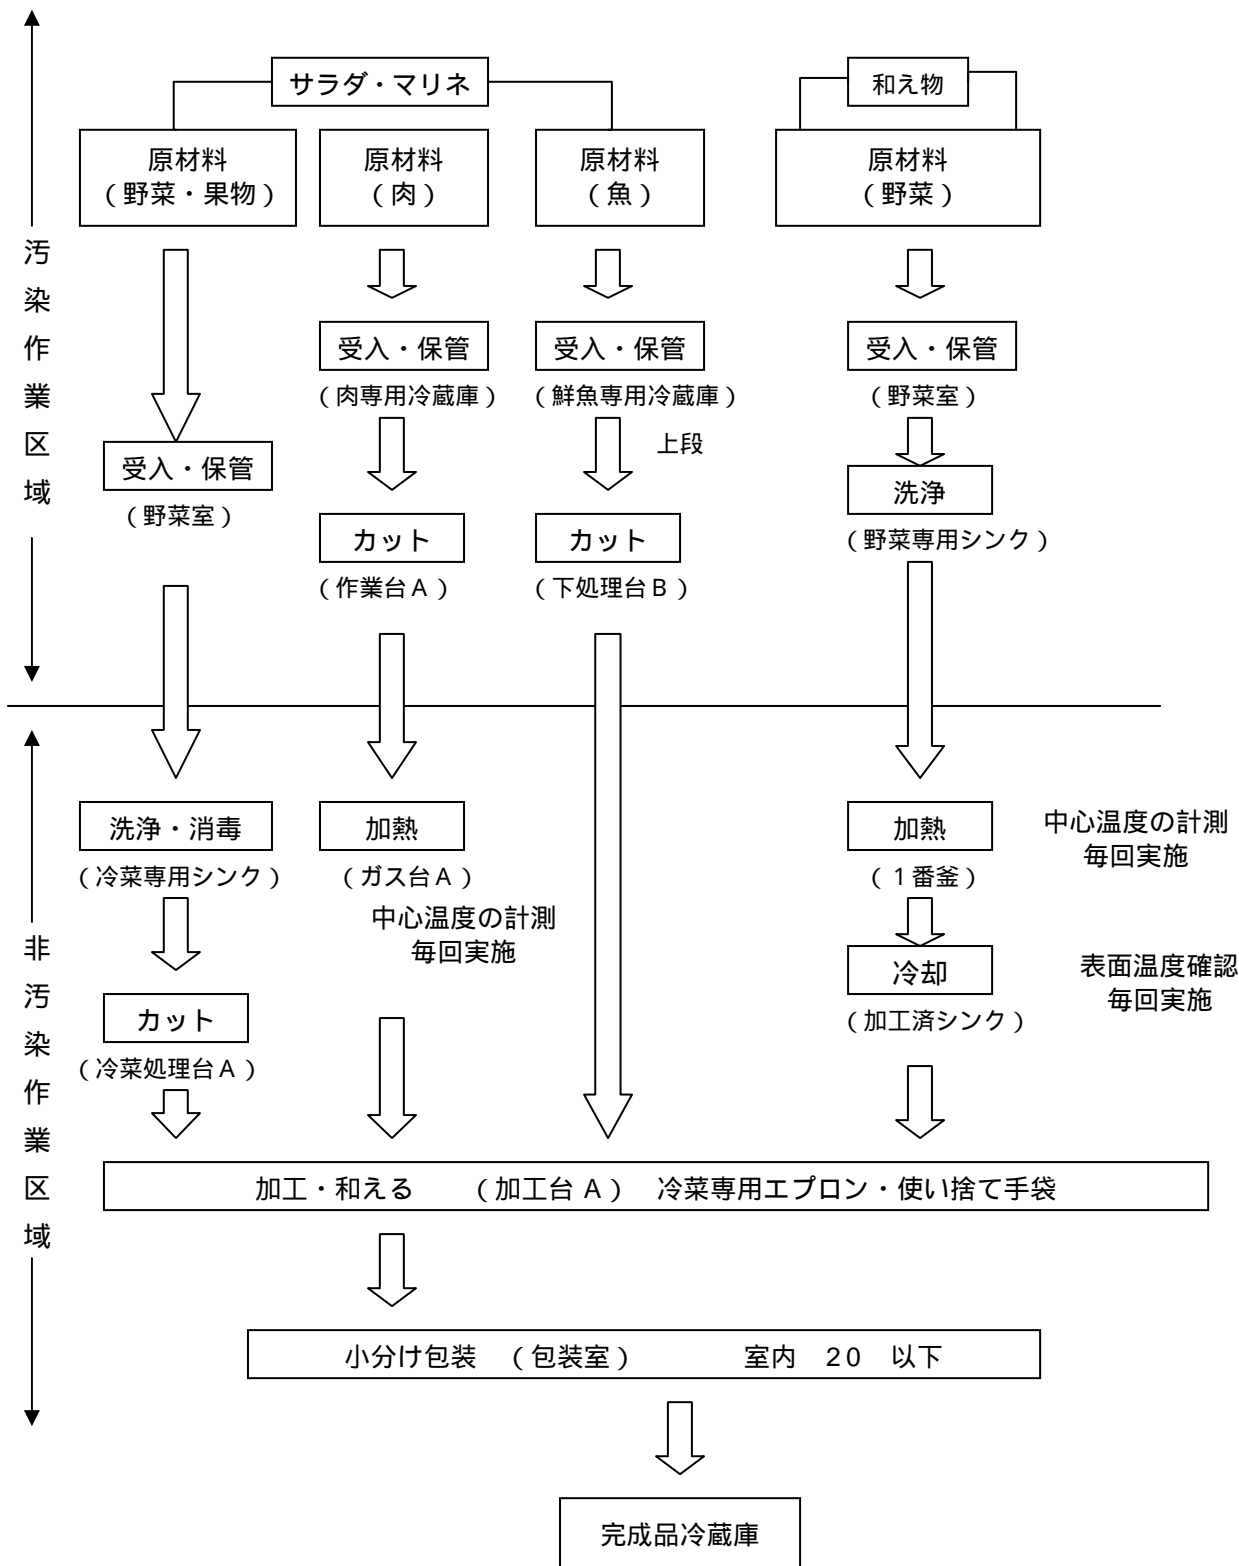 サラダ・マリネ
和え物
原材料
（野菜・果物）
原材料
（肉）
原材料
（魚）
原材料
（野菜）
汚染作業区域
受入・保管
（肉専用冷蔵庫）
受入・保管
（鮮魚専用冷蔵庫）
上段
受入・保管
（野菜室）
受入・保管
（野菜室）
洗浄
（野菜専用シンク）
カット
（作業台Ａ）
カット
（下処理台Ｂ）
非汚染作業区域
洗浄・消毒
（冷菜専用シンク）
加熱
（ガス台Ａ）
中心温度の計測
毎回実施
加熱
（１番釜）
中心温度の計測
毎回実施
カット
（冷菜処理台Ａ）
冷却
（加工済シンク）
表面温度確認
毎回実施
加工・和える　　（加工台 A）　冷菜専用エプロン・使い捨て手袋
小分け包装　（包装室）　　　　室内　20　以下
完成品冷蔵庫